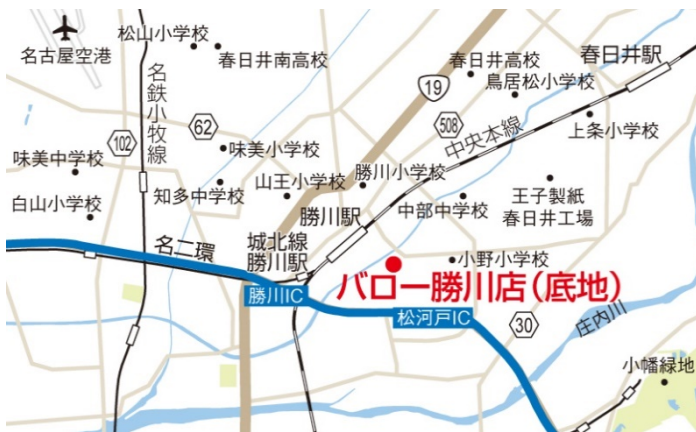 名古屋空港
松山小学校
春日井南高校
名鉄小牧線
102
62
味美小学校
味美中学校
知多中学校
白山小学校
山王小学校
19
春日井高校
鳥居松小学校
春日井駅
508
中央本線
上条小学校
勝川小学校
中部中学校
王子製紙
春日井工場
勝川駅
名二環
城北線
勝川駅
小野小学校
バロー勝川店（底地）
勝川IC
松河戸IC
30
庄内川
小幡緑地